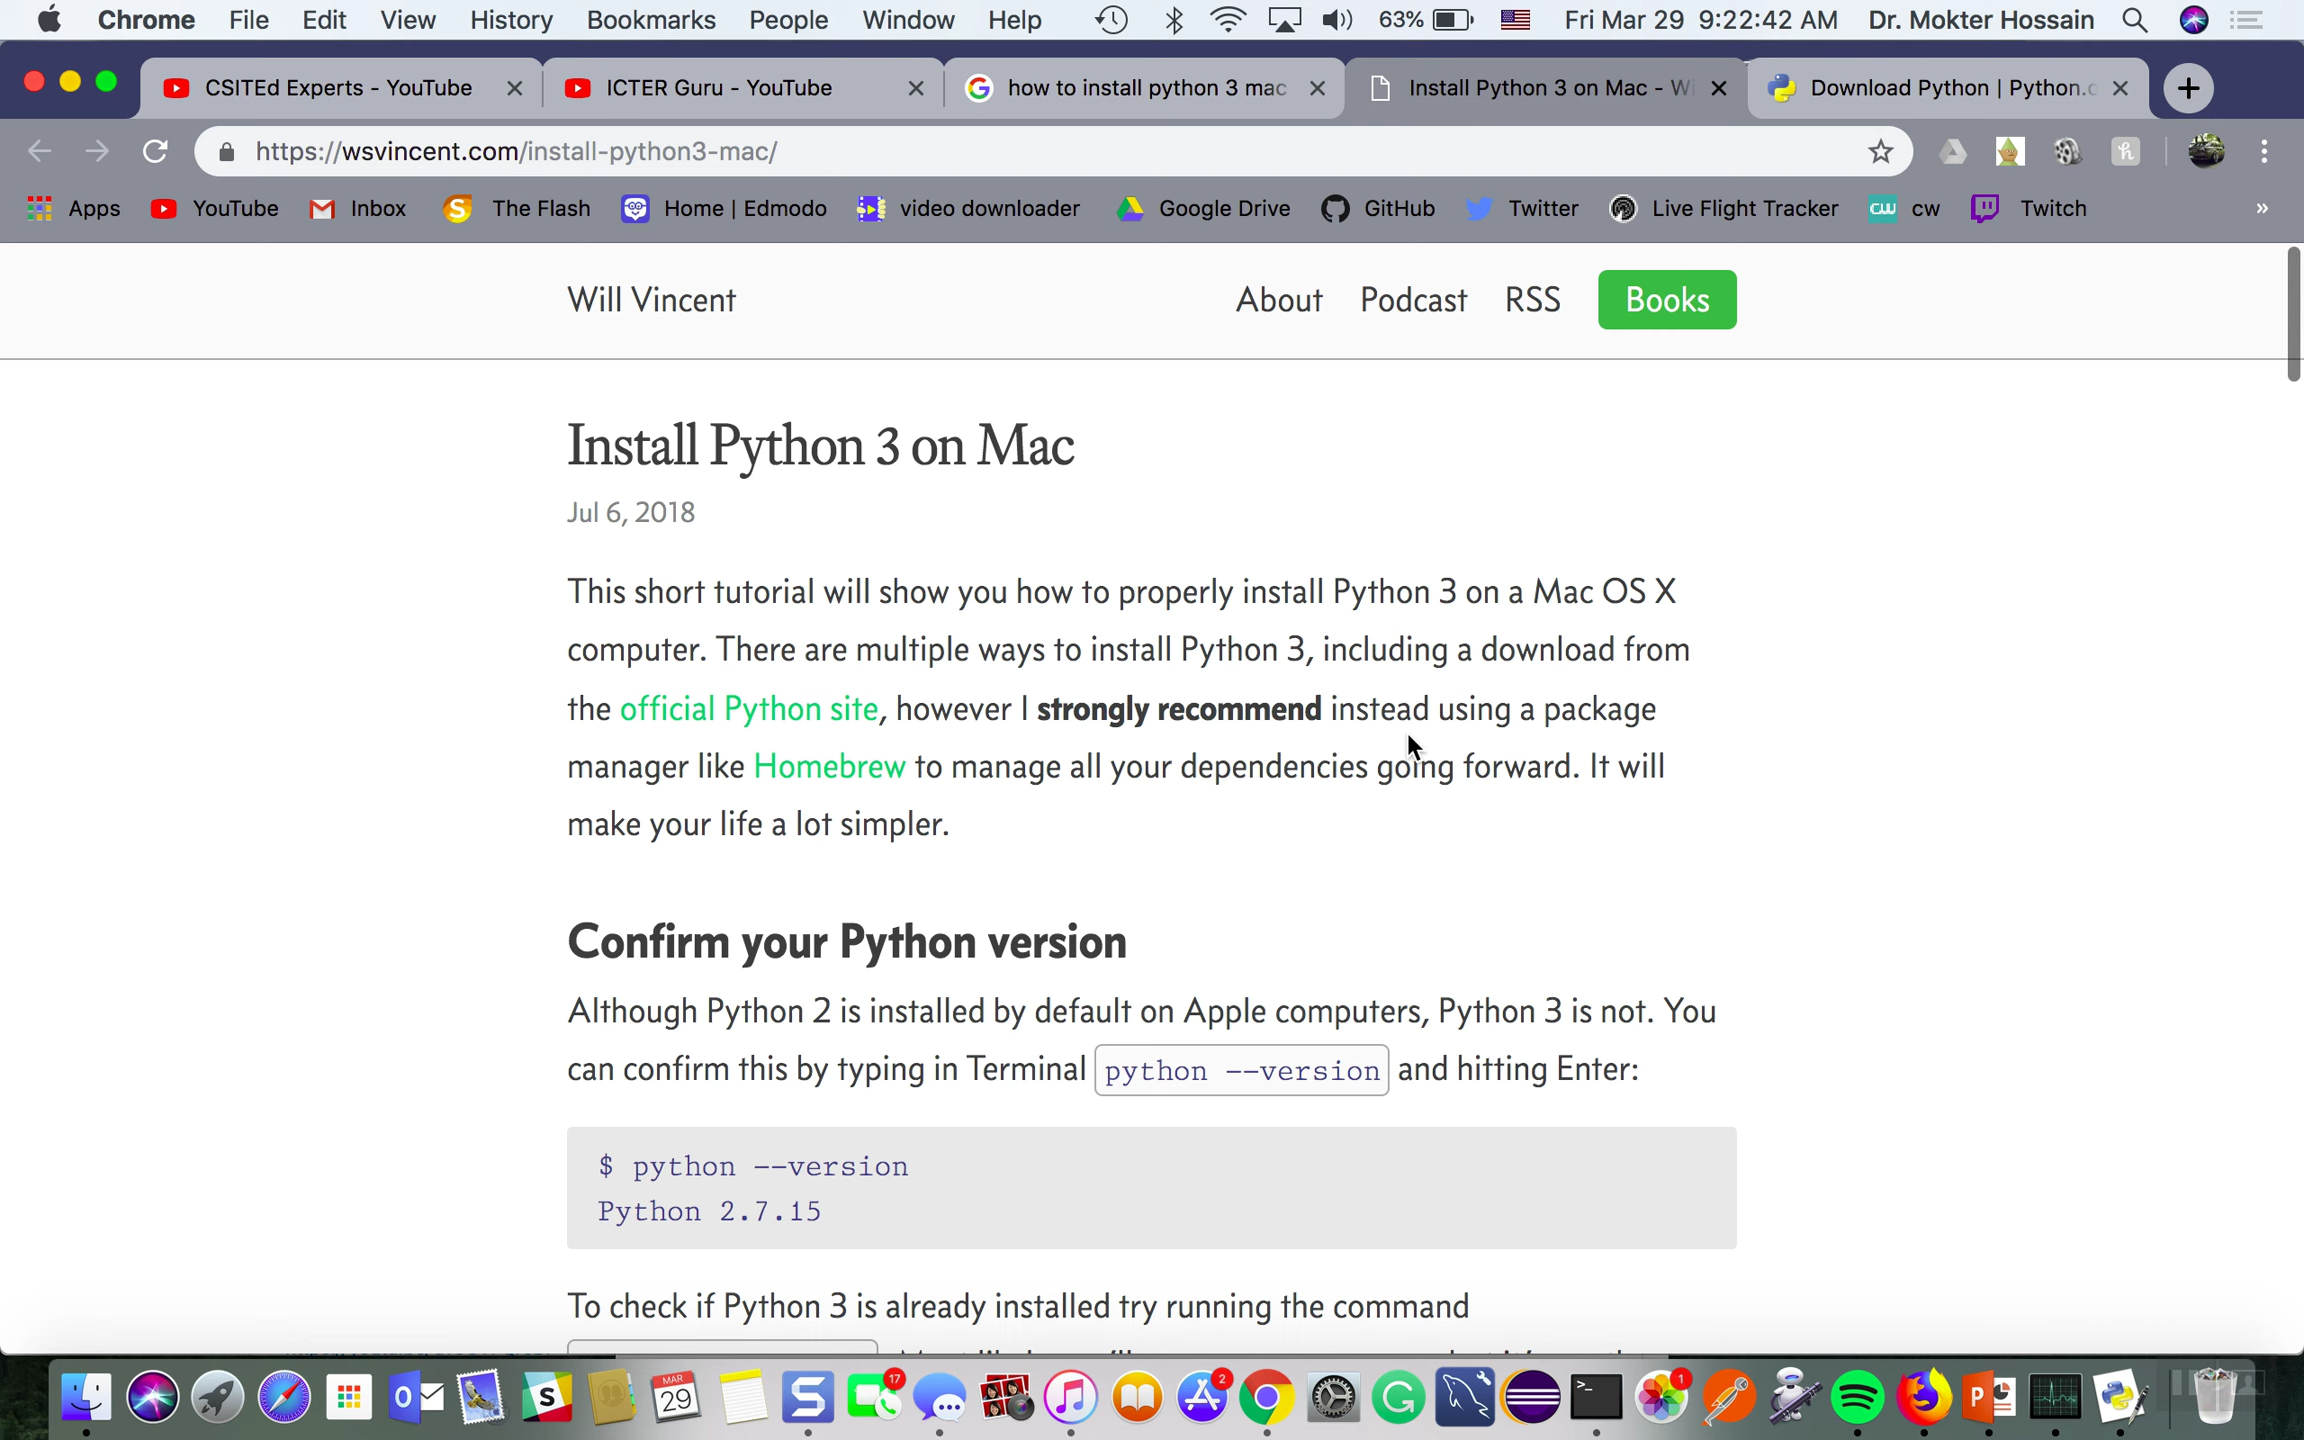 Chrome File Edit View History Bookmarks People Window Help 63% Fri Mar 29 9:22:42 AM Dr. Mokter Hossain
CSITEd Experts - YouTube ICTER Guru - YouTube how to install python 3 mac Install Python 3 on Mac - Wi Download Python | Python.o
https://wsvincent.com/install-python3-mac/
Apps YouTube Inbox The Flash Home | Edmodo video downloader Google Drive GitHub Twitter Live Flight Tracker cw cw Twitch »
Will Vincent About Podcast RSS Books
Install Python 3 on Mac
Jul 6, 2018
This short tutorial will show you how to properly install Python 3 on a Mac OS X
computer. There are multiple ways to install Python 3, including a download from
the official Python site, however I strongly recommend instead using a package
manager like Homebrew to manage all your dependencies going forward. It will
make your life a lot simpler.
Confirm your Python version
Although Python 2 is installed by default on Apple computers, Python 3 is not. You
can confirm this by typing in Terminal python --version and hitting Enter:
$ python --version
Python 2.7.15
To check if Python 3 is already installed try running the command
MAR
29
17
2
1